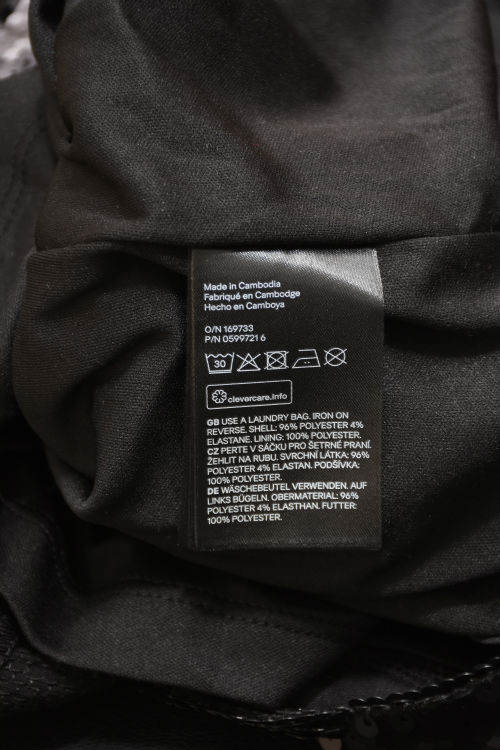 Made in Cambodia
Fabriqué en Cambodge
Hecho en Camboya
O/N 169733
P/N 0599721 6
30
clevercare.info
GB USE A LAUNDRY BAG. IRON ON
REVERSE. SHELL: 96% POLYESTER 4%
ELASTANE. LINING: 100% POLYESTER.
CZ PERTE V SÁČKU PRO ŠETRNÉ PRANÍ.
ŽEHLIT NA RUBU. SVRCHNÍ LÁTKA: 96%
POLYESTER 4% ELASTAN. PODŠÍVKA:
100% POLYESTER.
DE WÄSCHEBEUTEL VERWENDEN. AUF
LINKS BÜGELN. OBERMATERIAL: 96%
POLYESTER 4% ELASTHAN. FUTTER:
100% POLYESTER.